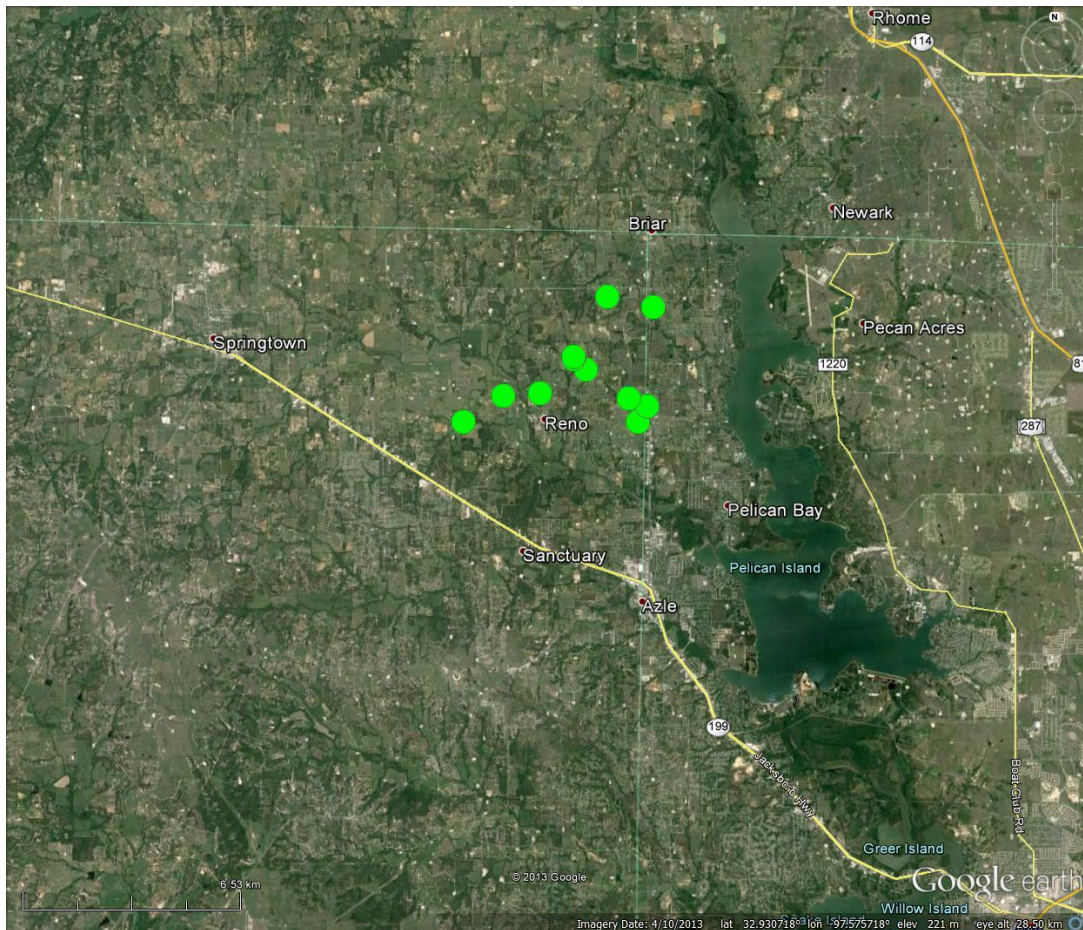 Rhome
N
114
Newark
Briar
Pecan Acres
Springtown
1220
81
287
Reno
Pelican Bay
Sanctuary
Pelican Island
Azle
199
Jacksboro Hwy
Boat Club Rd
Greer Island
6.53 km
© 2013 Google
Google earth
Willow Island
Imagery Date: 4/10/2013 lat 32.930718° lon -97.575718° elev 221 m eye alt 28.50 km